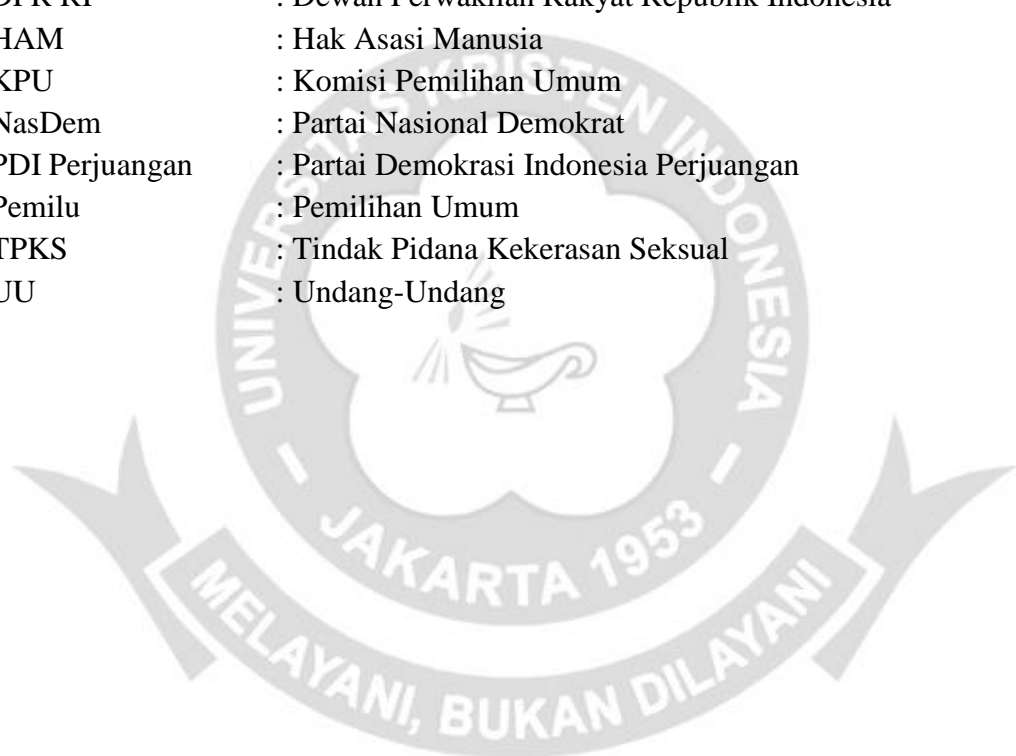 DPR RI : Dewan Perwakilan Rakyat Republik Indonesia
HAM : Hak Asasi Manusia
KPU : Komisi Pemilihan Umum
NasDem : Partai Nasional Demokrat
PDI Perjuangan : Partai Demokrasi Indonesia Perjuangan
Pemilu : Pemilihan Umum
TPKS : Tindak Pidana Kekerasan Seksual
UU : Undang-Undang
UNIVERSITAS KRISTEN INDONESIA
JAKARTA 1953
MELAYANI, BUKAN DILAYANI